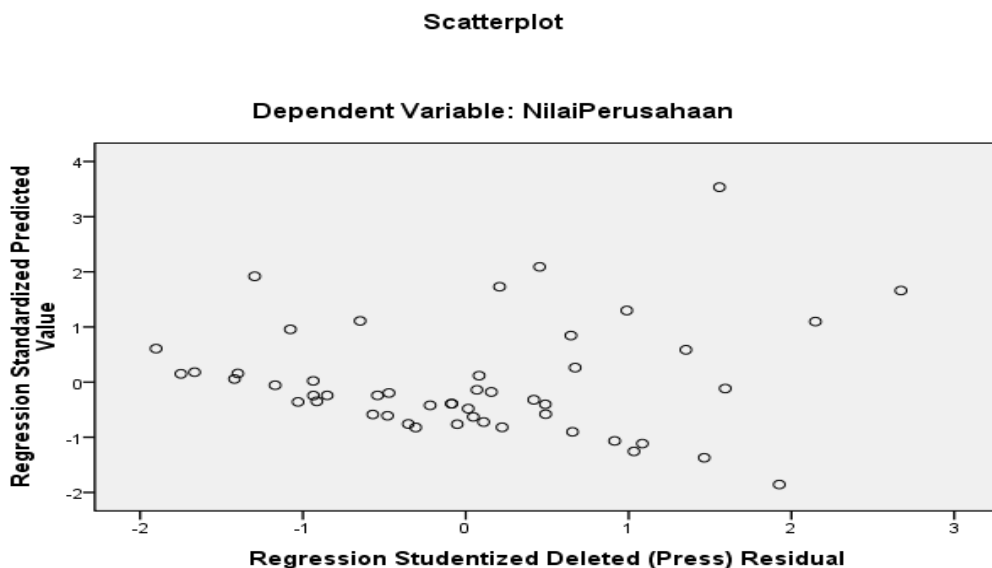 Scatterplot
Dependent Variable: NilaiPerusahaan
Regression Standardized Predicted
Value
4
3
2
1
0
-1
-2
-2
-1
0
1
2
3
Regression Studentized Deleted (Press) Residual